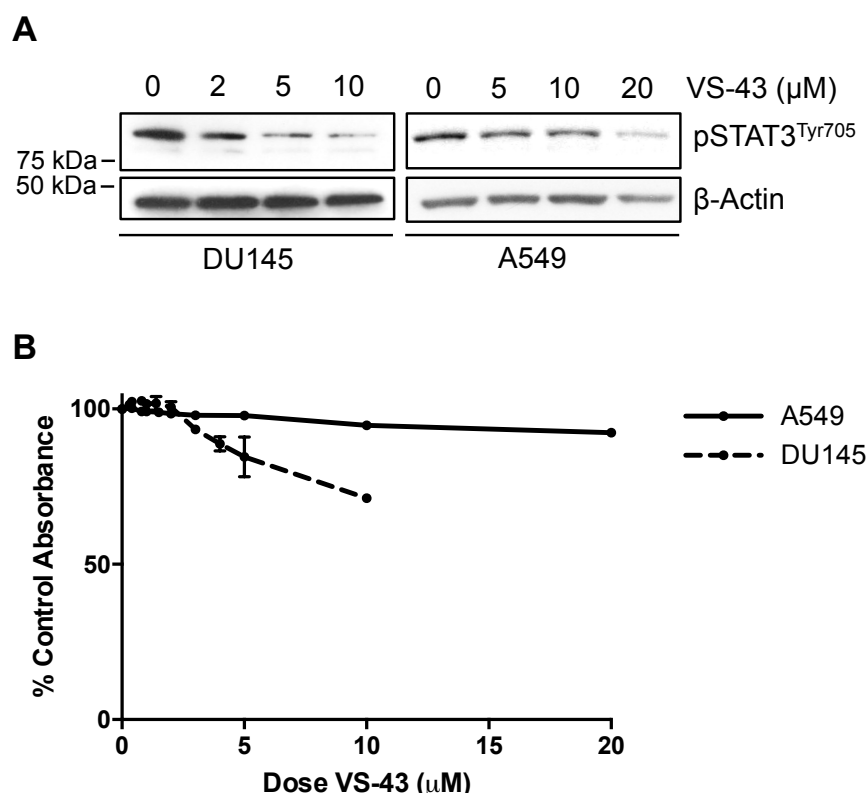 A
0 2 5 10 0 5 10 20 VS-43 (µM)
75 kDa pSTAT3Tyr705
50 kDa β-Actin
DU145 A549
B
% Control Absorbance
100
50
0
0 5 10 15 20
Dose VS-43 (µM)
A549
DU145